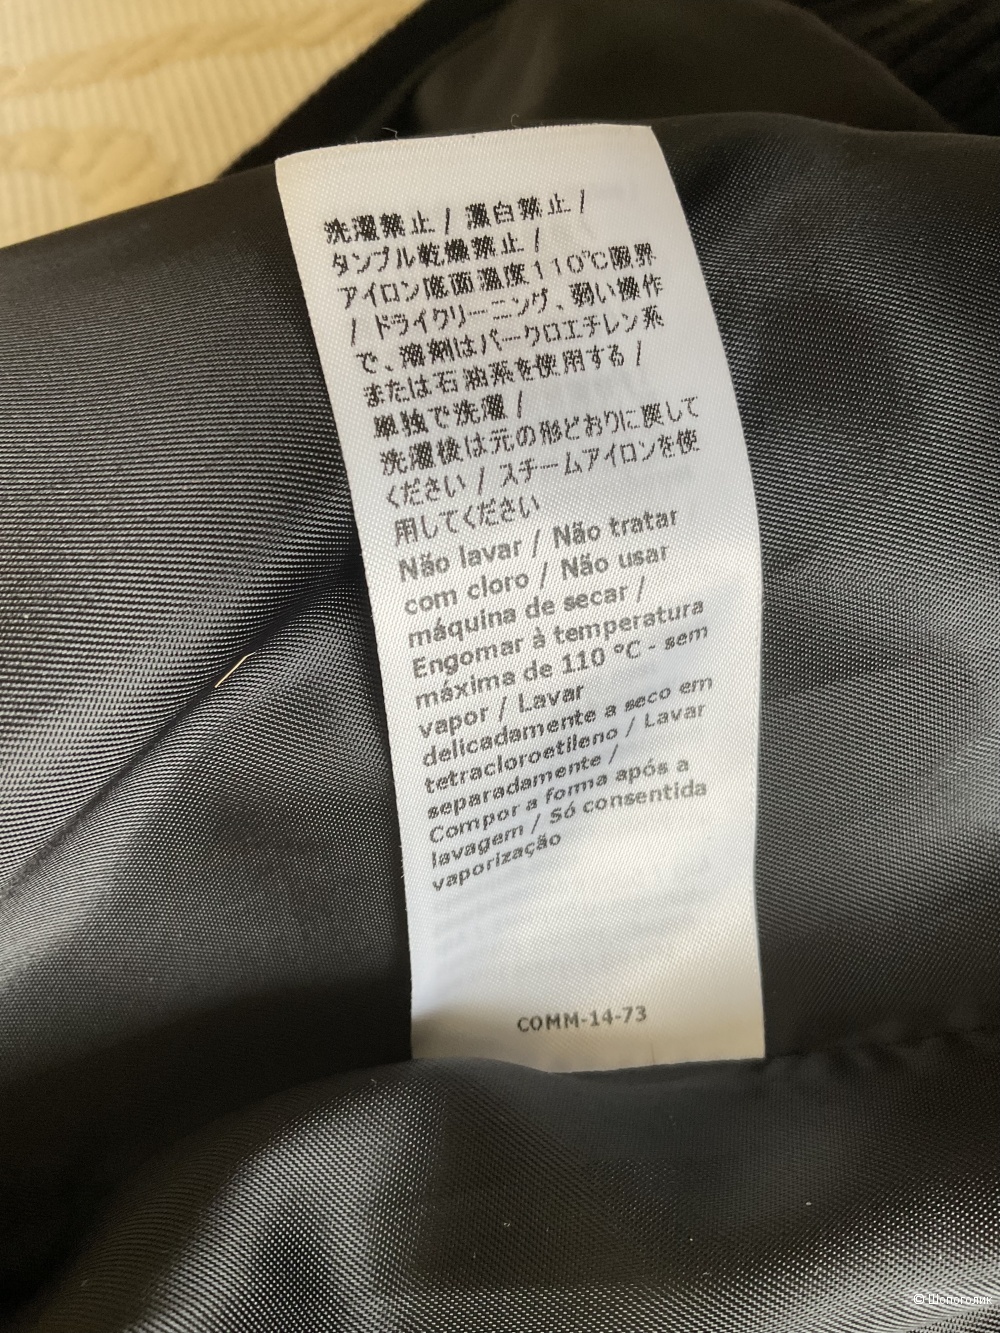 洗濯禁止 / 漂白禁止 /
タンブル乾燥禁止 /
アイロン底面温度110℃限界
/ ドライクリーニング、弱い操作
で、溶剤はパークロエチレン系
または石油系を使用する /
単独で洗濯 /
洗濯後は元の形どおりに戻して
ください / スチームアイロンを使
用してください
Não lavar / Não tratar
com cloro / Não usar
máquina de secar /
Engomar à temperatura
máxima de 110 °C - sem
vapor / Lavar
delicadamente a seco em
tetracloroetileno / Lavar
separadamente /
Compor a forma após a
lavagem / Só consentida
vaporização
COMM-14-73
© Шопоголик